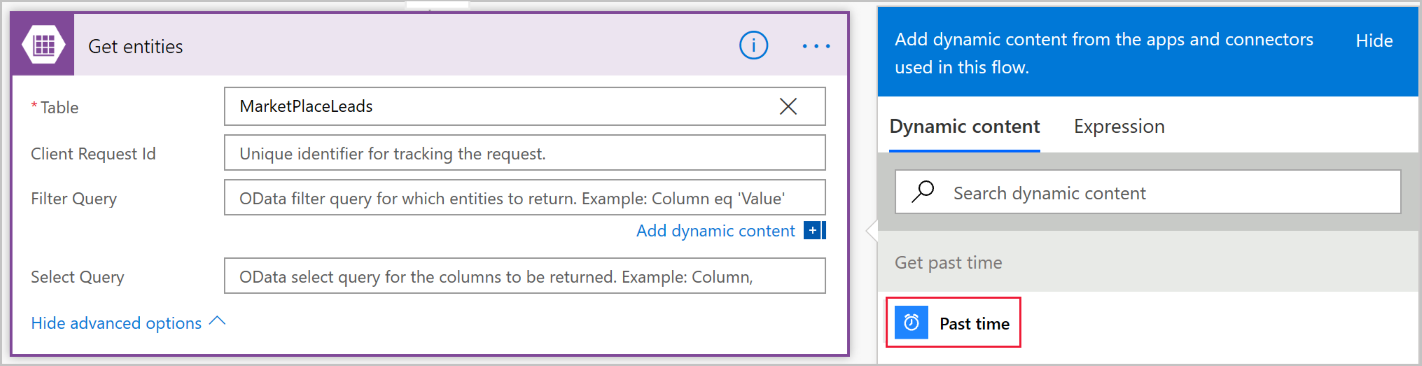 Get entities
* Table
MarketPlaceLeads
Client Request Id
Unique identifier for tracking the request.
Filter Query
OData filter query for which entities to return. Example: Column eq 'Value'
Add dynamic content
Select Query
OData select query for the columns to be returned. Example: Column,
Hide advanced options
Add dynamic content from the apps and connectors
used in this flow.
Hide
Dynamic content
Expression
Search dynamic content
Get past time
Past time